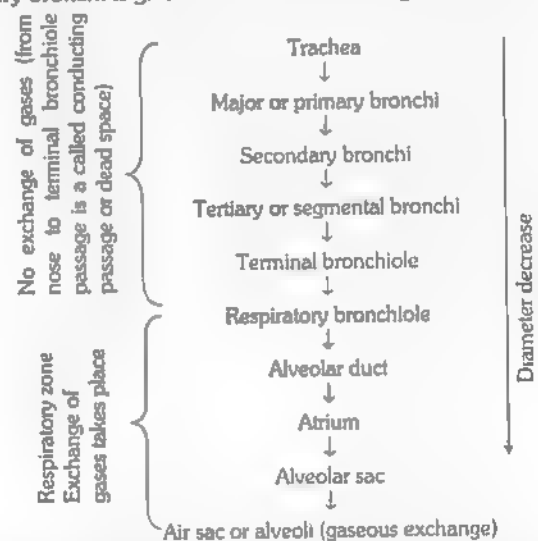 No exchange of gases (from
nose to terminal bronchiole
passage is a called conducting
passage or dead space)
Trachea
↓
Major or primary bronchi
↓
Secondary bronchi
↓
Tertiary or segmental bronchi
↓
Terminal bronchiole
↓
Respiratory bronchiole
↓
Alveolar duct
↓
Atrium
↓
Alveolar sac
↓
Air sac or alveoli (gaseous exchange)
Respiratory zone
Exchange of
gases takes place
Diameter decrease